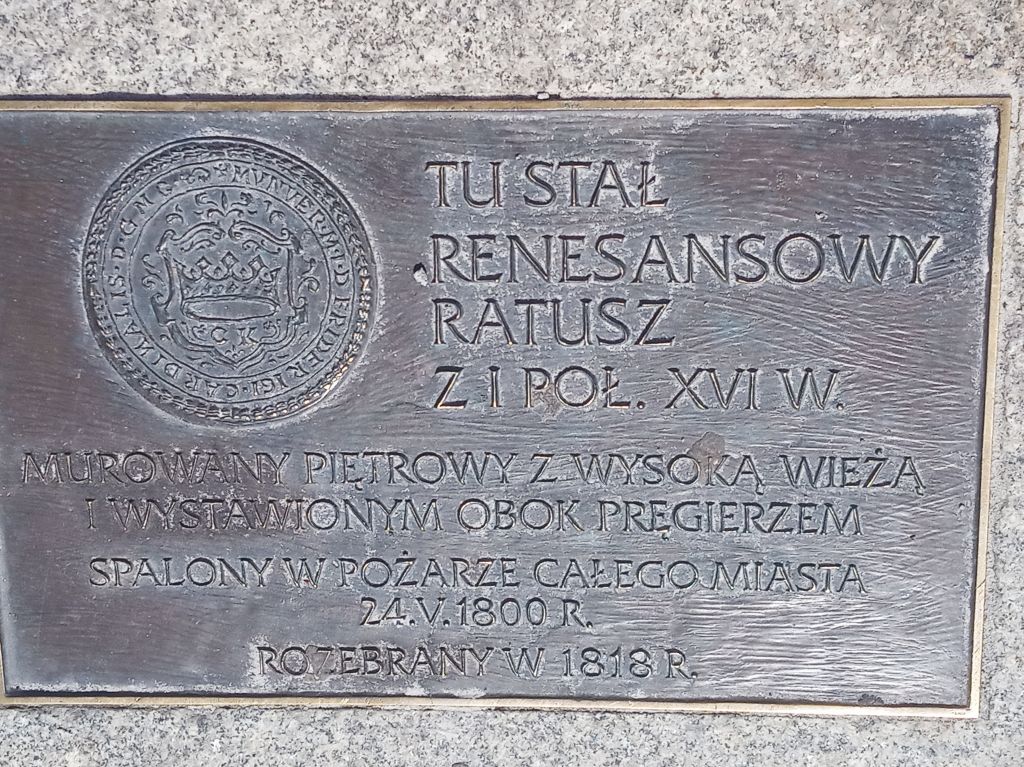 TU STAŁ
RENESANSOWY
RATUSZ
Z I POŁ. XVI W.
MUROWANY PIĘTROWY Z WYSOKĄ WIEŻĄ
I WYSTAWIONYM OBOK PRĘGIERZEM
SPALONY W POŻARZE CAŁEGO MIASTA
24.V.1800 R.
ROZEBRANY W 1818 R.
C K